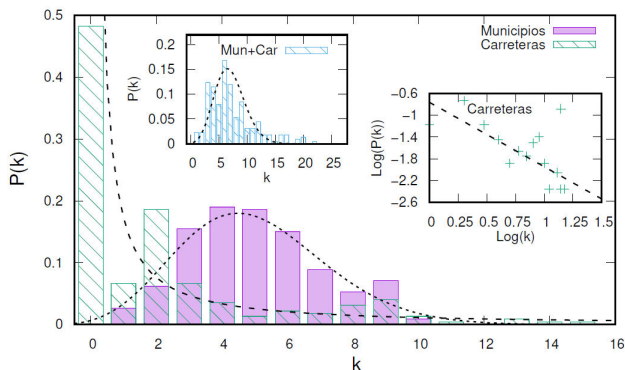 Municipios
Carreteras
P(k)
0.5
0.4
0.3
0.2
0.1
0
0 2 4 6 8 10 12 14 16
k
Mun+Car
P(k)
0.2
0.15
0.1
0.05
0
0 5 10 15 20 25
k
Carreteras
Log(P(k))
-0.6
-1
-1.4
-1.8
-2.2
-2.6
0 0.25 0.5 0.75 1 1.25 1.5
Log(k)